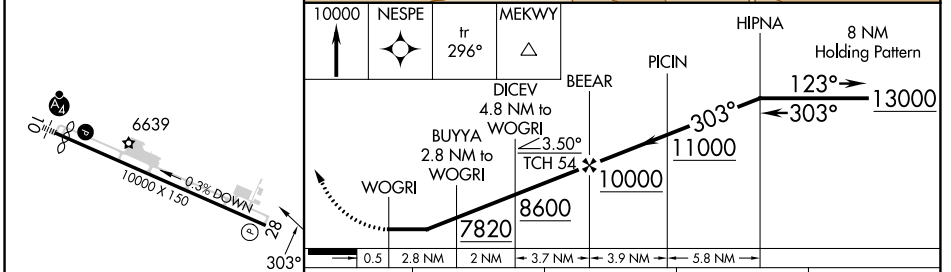 10000
NESPE
tr
296°
MEKWY
HIPNA
8 NM
Holding Pattern
PICIN
BEEAR
DICEV
4.8 NM to
WOGRI
BUYYA
2.8 NM to
WOGRI
WOGRI
123°
303°
13000
303°
11000
3.50°
TCH 54
10000
8600
7820
0.5
2.8 NM
2 NM
3.7 NM
3.9 NM
5.8 NM
A4
10
P
6639
0.3% DOWN
10000 X 150
P
28
303°